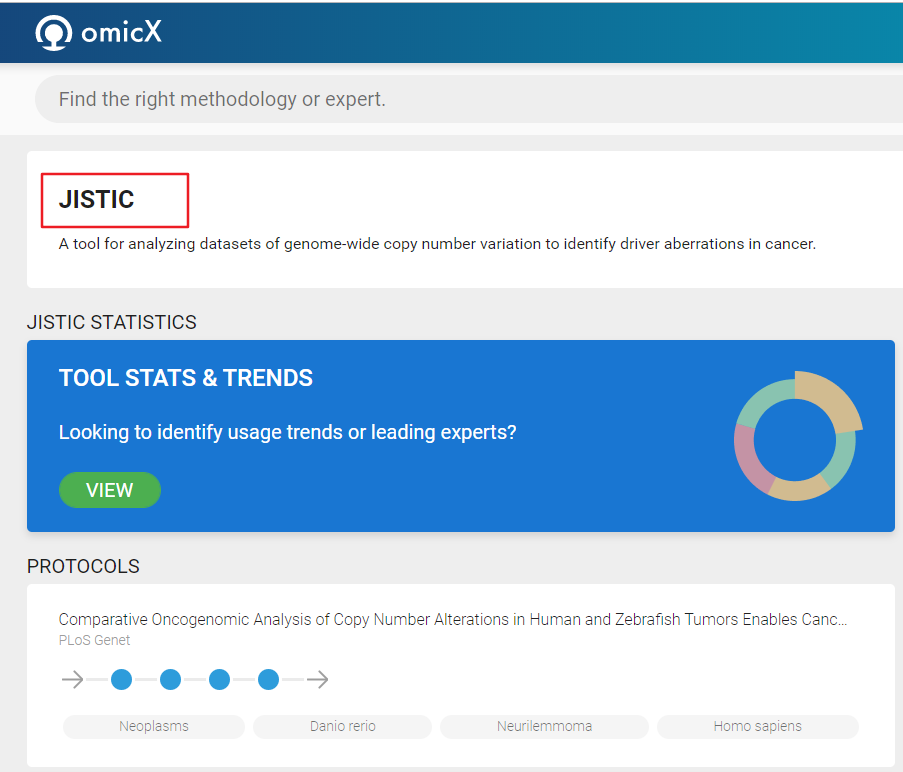 omicX
Find the right methodology or expert.
JISTIC
A tool for analyzing datasets of genome-wide copy number variation to identify driver aberrations in cancer.
JISTIC STATISTICS
TOOL STATS & TRENDS
Looking to identify usage trends or leading experts?
VIEW
PROTOCOLS
Comparative Oncogenomic Analysis of Copy Number Alterations in Human and Zebrafish Tumors Enables Canc...
PLoS Genet
Neoplasms Danio rerio Neurilemmoma Homo sapiens